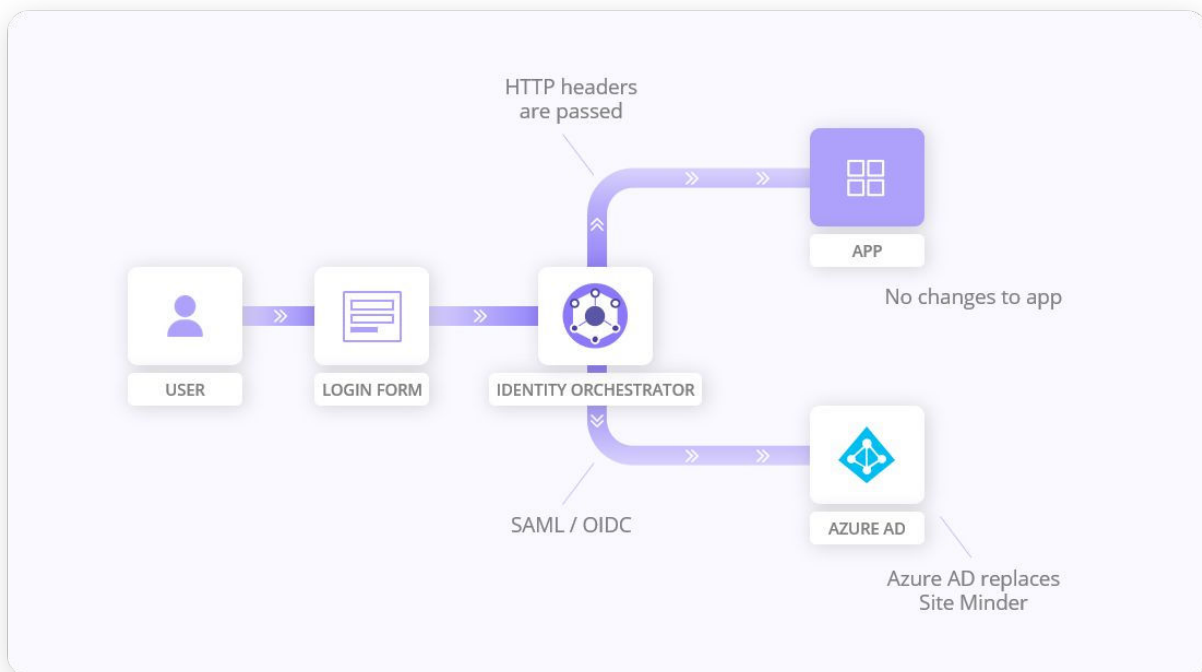 HTTP headers
are passed
APP
No changes to app
USER
LOGIN FORM
IDENTITY ORCHESTRATOR
SAML / OIDC
AZURE AD
Azure AD replaces
Site Minder